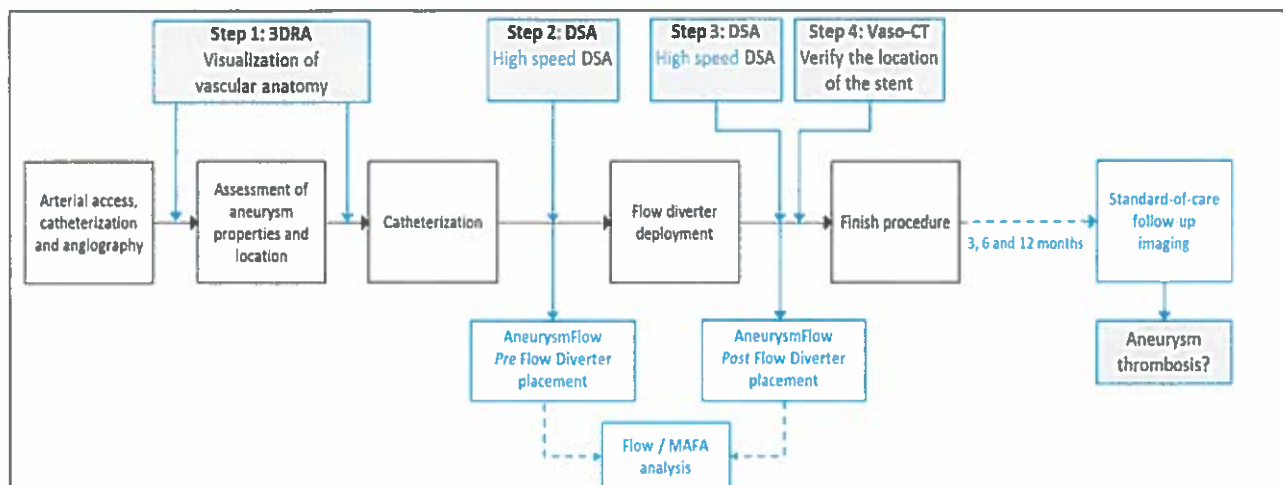 Step 1: 3DRA
Visualization of
vascular anatomy
Step 2: DSA
High speed DSA
Step 3: DSA
High speed DSA
Step 4: Vaso-CT
Verify the location
of the stent
Arterial access,
catheterization
and angiography
Assessment of
aneurysm
properties and
location
Catheterization
Flow diverter
deployment
Finish procedure
3, 6 and 12 months
Standard-of-care
follow-up
imaging
AneurysmFlow
Pre Flow Diverter
placement
AneurysmFlow
Post Flow Diverter
placement
Aneurysm
thrombosis?
Flow / MAFA
analysis